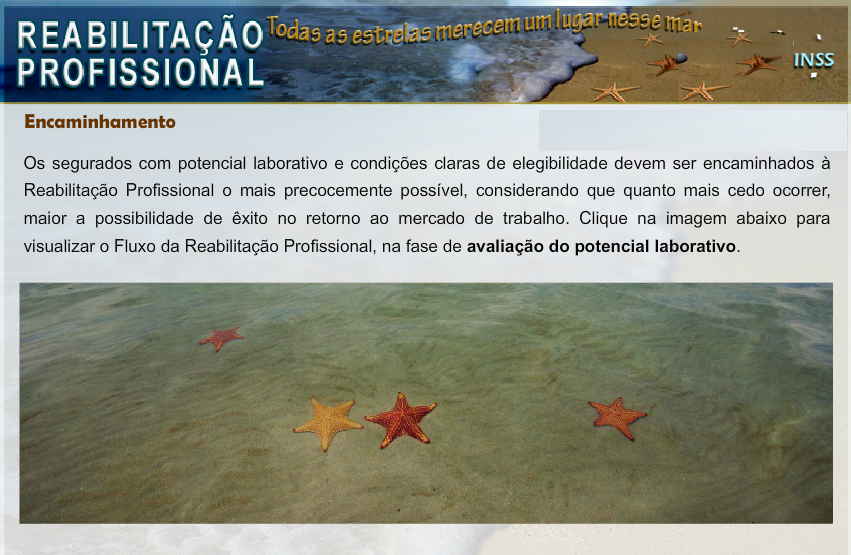 REABILITAÇÃO
PROFISSIONAL
Todas as estrelas merecem um lugar nesse mar
INSS
Encaminhamento
Os segurados com potencial laborativo e condições claras de elegibilidade devem ser encaminhados à
Reabilitação Profissional o mais precocemente possível, considerando que quanto mais cedo ocorrer,
maior a possibilidade de êxito no retorno ao mercado de trabalho. Clique na imagem abaixo para
visualizar o Fluxo da Reabilitação Profissional, na fase de avaliação do potencial laborativo.